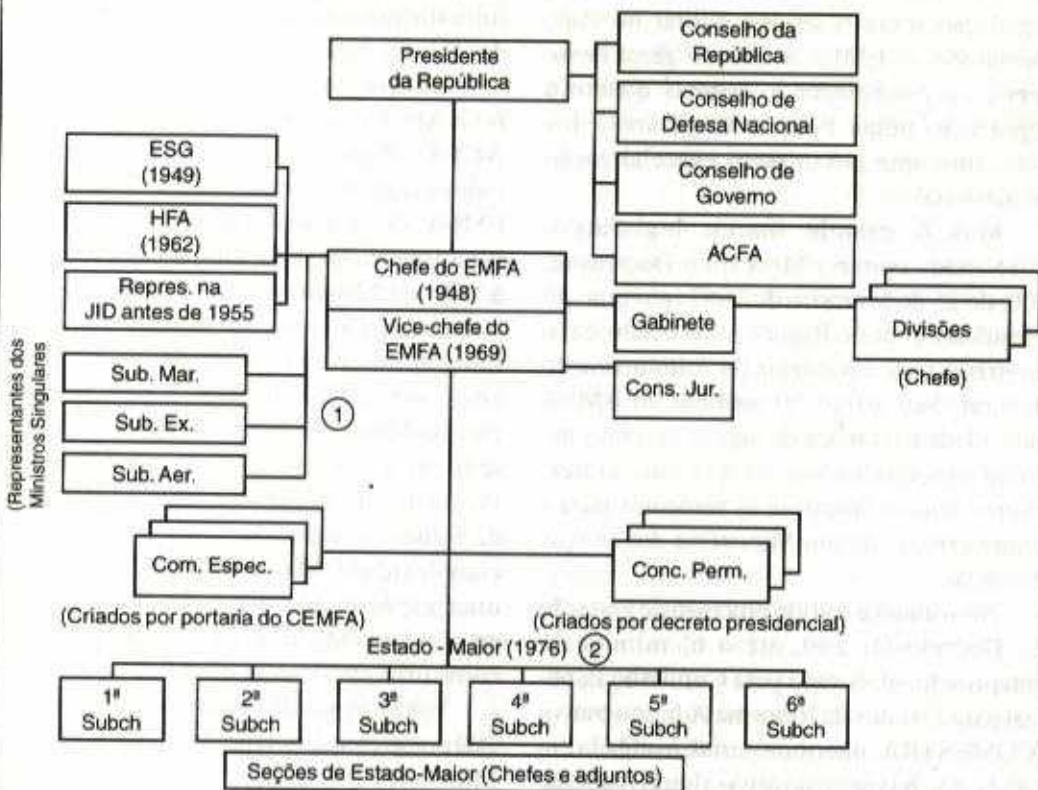 Presidente
da República
Conselho da
República
Conselho de
Defesa Nacional
Conselho de
Governo
ACFA
ESG
(1949)
HFA
(1962)
Repres. na
JID antes de 1955
Chefe do EMFA
(1948)
Vice-chefe do
EMFA (1969)
Gabinete
Cons. Jur.
Divisões
(Chefe)
(Representantes dos
Ministros Singulares
Sub. Mar.
Sub. Ex.
Sub. Aer.
1
Com. Espec.
(Criados por portaria do CEMFA)
Conc. Perm.
(Criados por decreto presidencial)
Estado - Maior (1976) 2
1ª
Subch
2ª
Subch
3ª
Subch
4ª
Subch
5ª
Subch
6ª
Subch
Seções de Estado-Maior (Chefes e adjuntos)